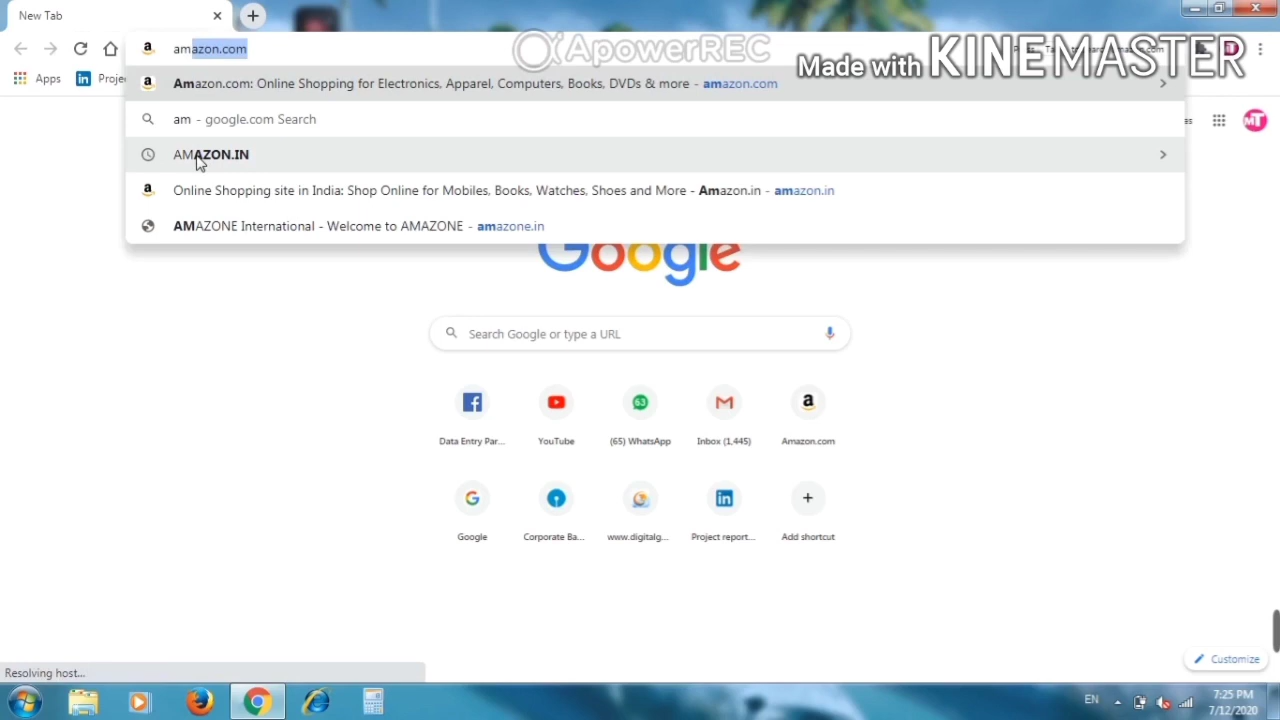 New Tab
amazon.com
ApowerREC
Made with KINEMASTER
Apps
Proje
Amazon.com: Online Shopping for Electronics, Apparel, Computers, Books, DVDs & more - amazon.com
am - google.com Search
AMAZON.IN
Online Shopping site in India: Shop Online for Mobiles, Books, Watches, Shoes and More - Amazon.in - amazon.in
AMAZONE International - Welcome to AMAZONE - amazone.in
es
MT
Google
Search Google or type a URL
63
Data Entry Par...
YouTube
(65) WhatsApp
Inbox (1,445)
Amazon.com
Google
Corporate Ba...
www.digitalg...
Project report...
Add shortcut
Customize
Resolving host...
EN
7:25 PM
7/12/2020